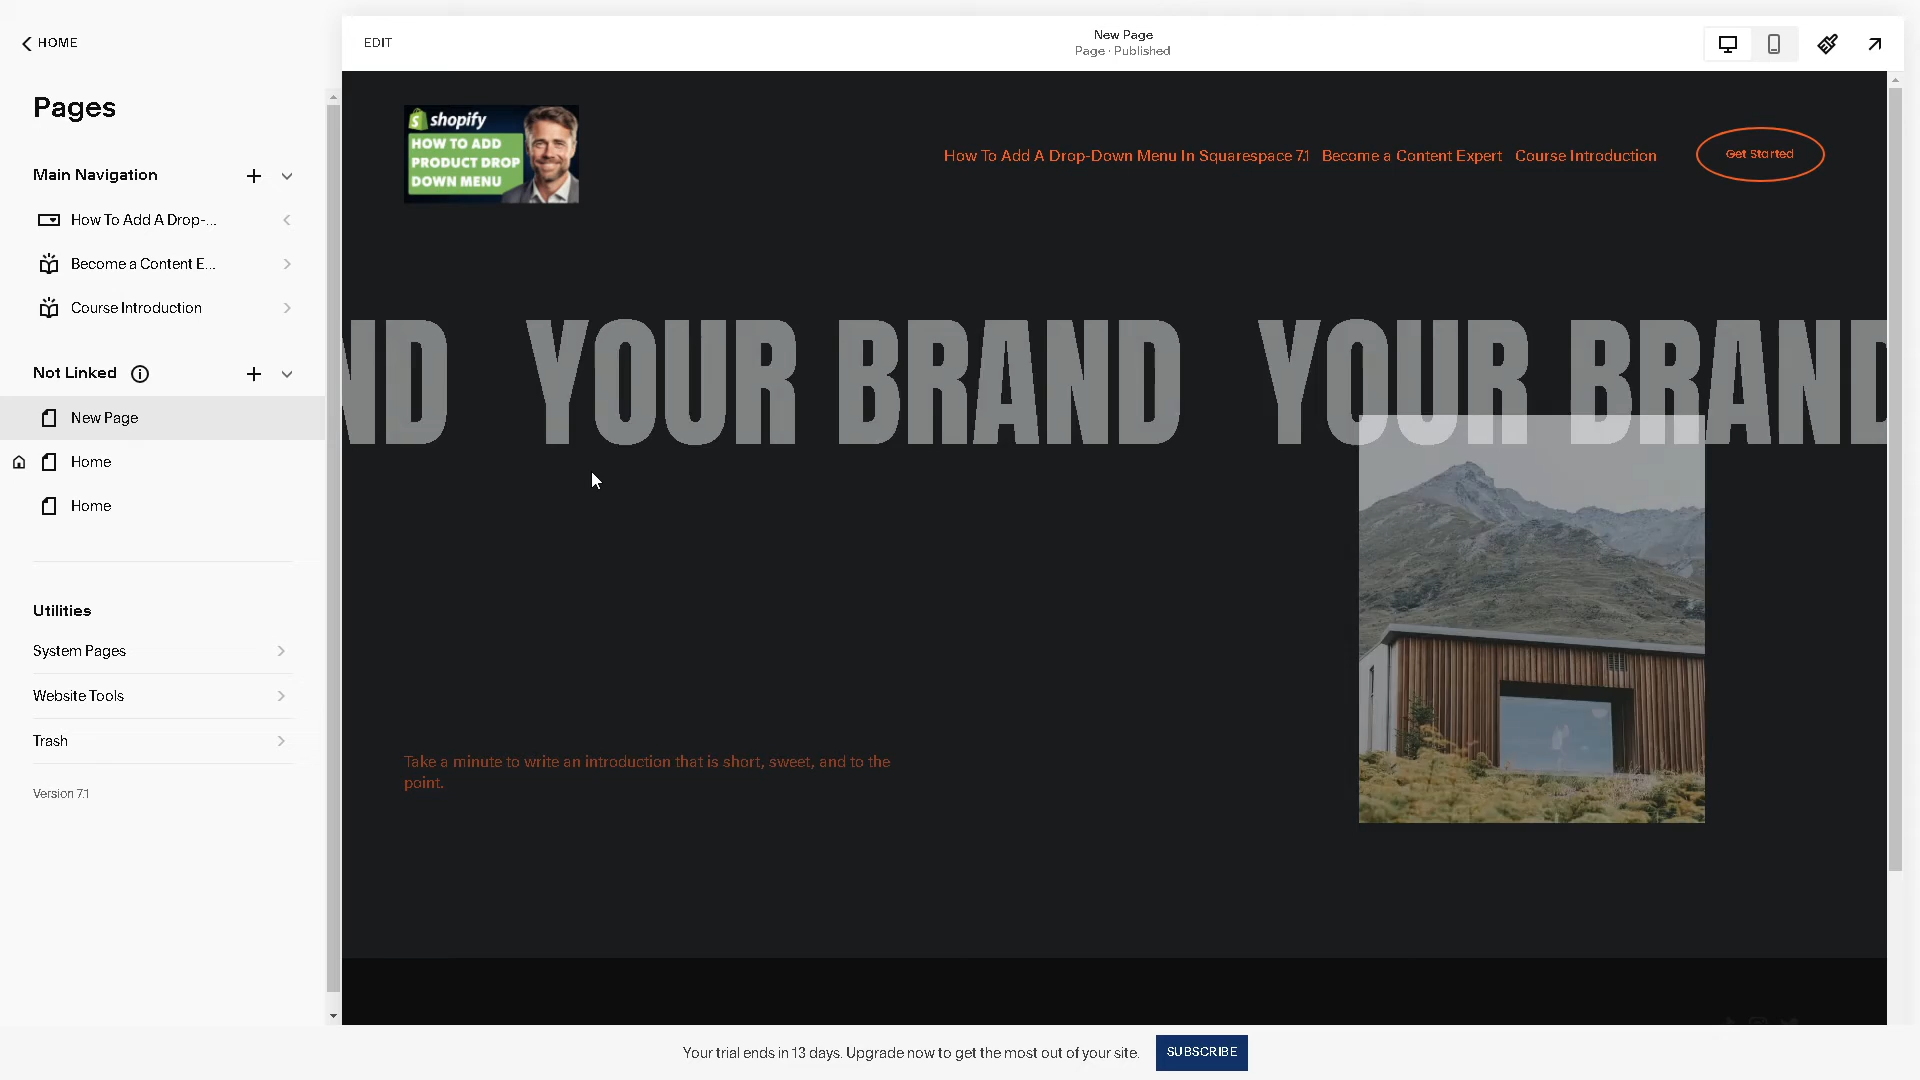 HOME
EDIT
New Page
Page · Published
Pages
Main Navigation
How To Add A Drop-...
Become a Content E...
Course Introduction
Not Linked
New Page
Home
Home
Utilities
System Pages
Website Tools
Trash
Version 7.1
shopify
HOW TO ADD
PRODUCT DROP
DOWN MENU
How To Add A Drop-Down Menu In Squarespace 7.1 Become a Content Expert Course Introduction Get Started
ND YOUR BRAND YOUR BRAND
Take a minute to write an introduction that is short, sweet, and to the
point.
Your trial ends in 13 days. Upgrade now to get the most out of your site. SUBSCRIBE